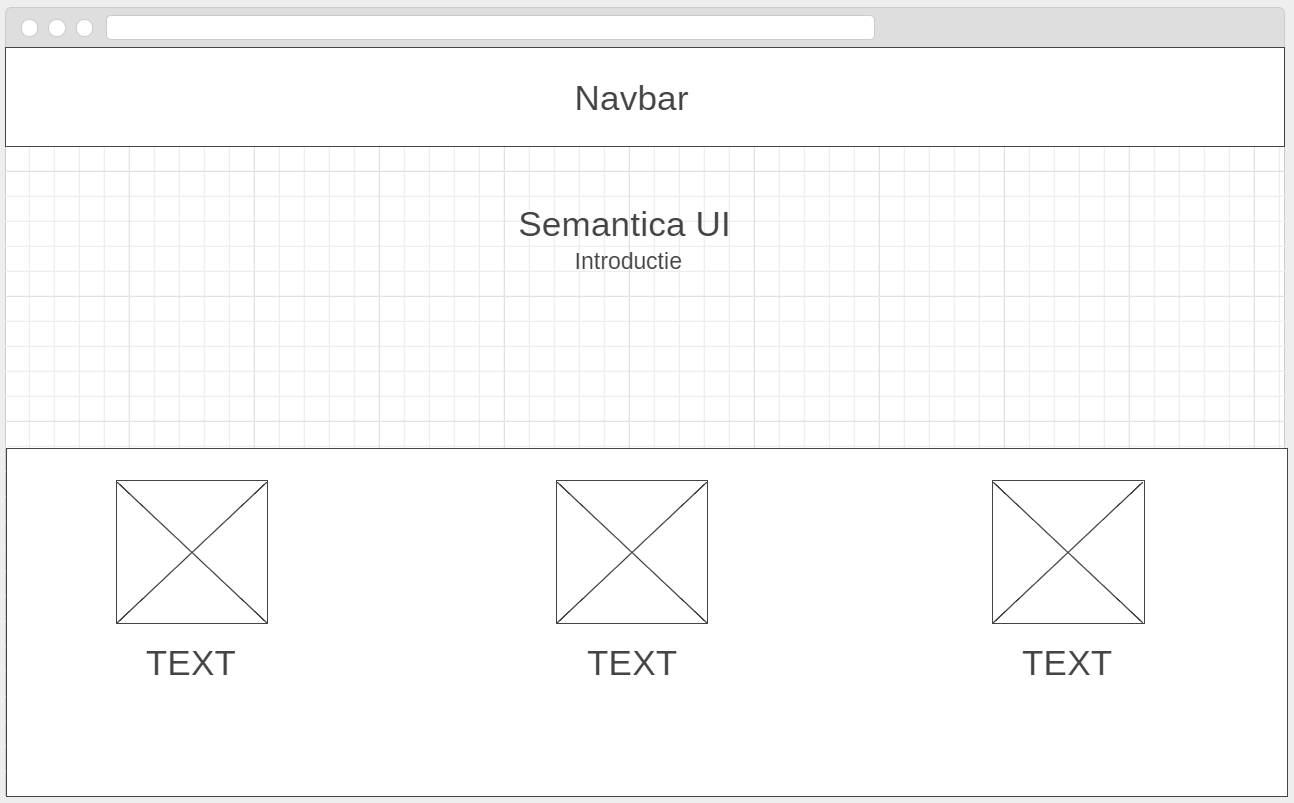 Navbar
Semantica UI
Introductie
TEXT TEXT TEXT